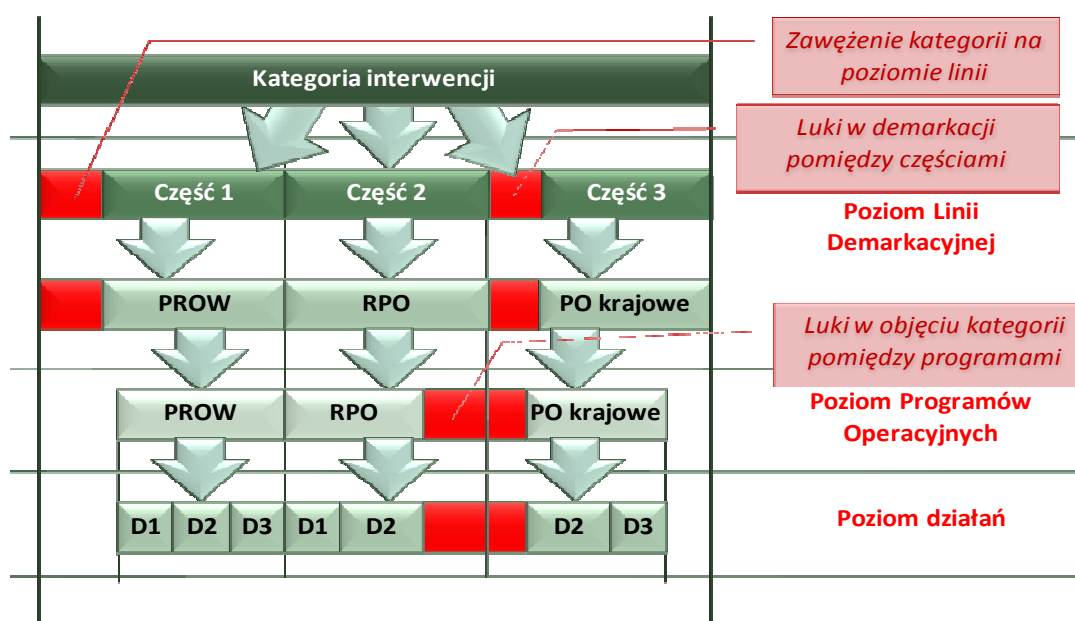 Zawężenie kategorii na
poziomie linii
Kategoria interwencji
Luki w demarkacji
pomiędzy częściami
Część 1
Część 2
Część 3
Poziom Linii
Demarkacyjnej
PROW
RPO
PO krajowe
Luki w objęciu kategorii
pomiędzy programami
PROW
RPO
PO krajowe
Poziom Programów
Operacyjnych
D1
D2
D3
D1
D2
D2
D3
Poziom działań